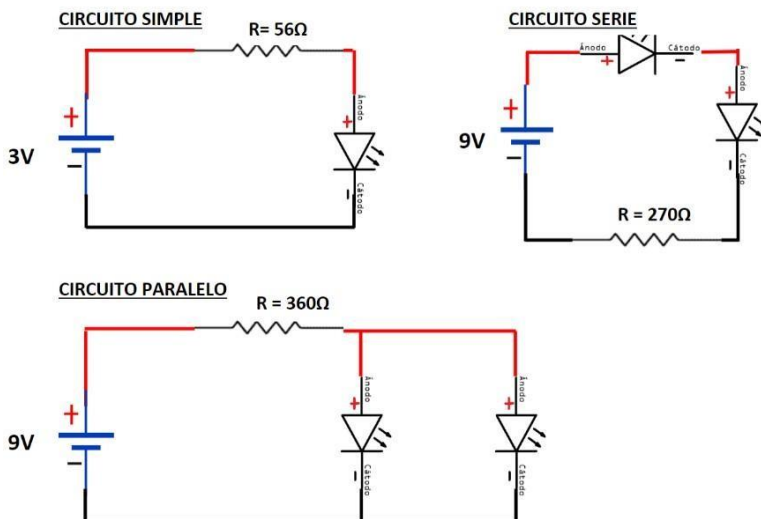 CIRCUITO SIMPLE
R= 56Ω
Ánodo
+
+
3V
−
−
Cátodo
CIRCUITO SERIE
Ánodo
+
Cátodo
−
Ánodo
+
+
9V
−
−
Cátodo
R = 270Ω
CIRCUITO PARALELO
R = 360Ω
Ánodo
+
Ánodo
+
+
9V
−
−
Cátodo
−
Cátodo